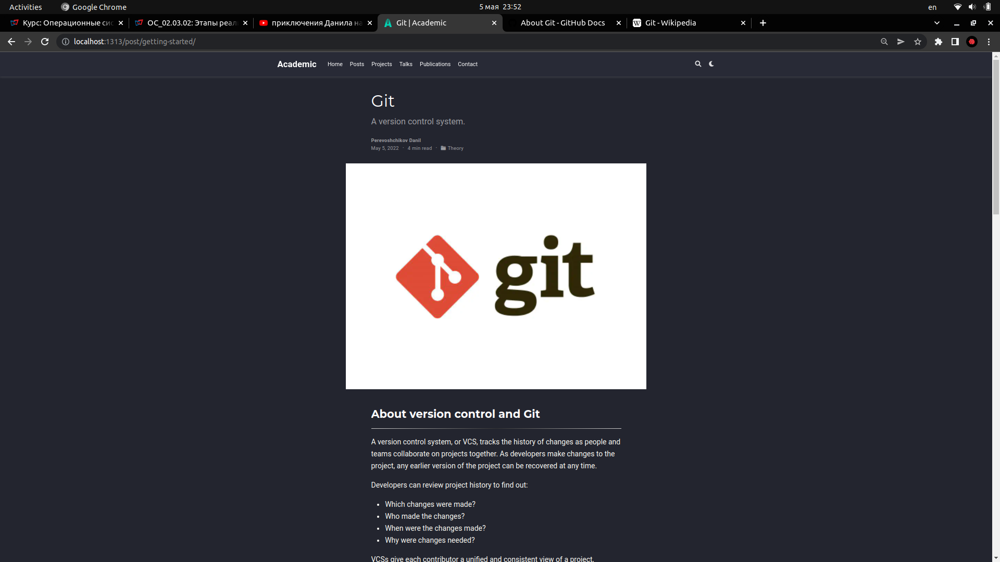 Activities
Google Chrome
5 мая 23:52
en
Курс: Операционные сис
ОС_02.03.02: Этапы реал
приключения Данила на
Git | Academic
About Git - GitHub Docs
Git - Wikipedia
localhost:1313/post/getting-started/
Academic
Home
Posts
Projects
Talks
Publications
Contact
Git
A version control system.
Perevoshchikov Danil
May 5, 2022 · 4 min read · Theory
git
About version control and Git
A version control system, or VCS, tracks the history of changes as people and
teams collaborate on projects together. As developers make changes to the
project, any earlier version of the project can be recovered at any time.
Developers can review project history to find out:
• Which changes were made?
• Who made the changes?
• When were the changes made?
• Why were changes needed?
VCSs give each contributor a unified and consistent view of a project,